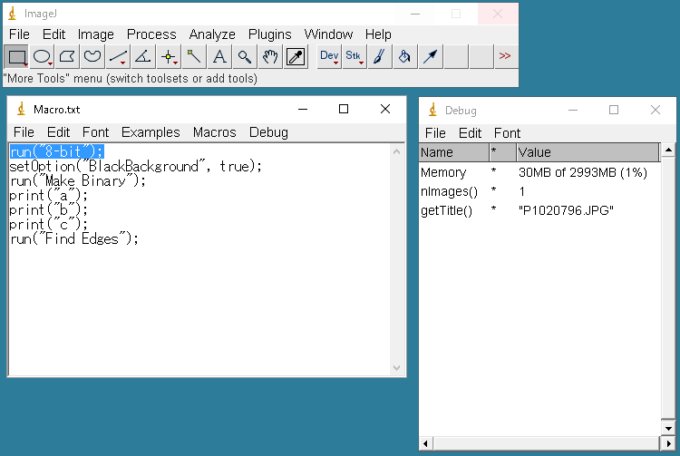 ImageJ
File Edit Image Process Analyze Plugins Window Help
A Dev Stk >>
"More Tools" menu (switch toolsets or add tools)
Macro.txt
File Edit Font Examples Macros Debug
run("8-bit");
setOption("BlackBackground", true);
run("Make Binary");
print("a");
print("b");
print("c");
run("Find Edges");
Debug
File Edit Font
Name * Value
Memory * 30MB of 2993MB (1%)
nImages() * 1
getTitle() * "P1020796.JPG"